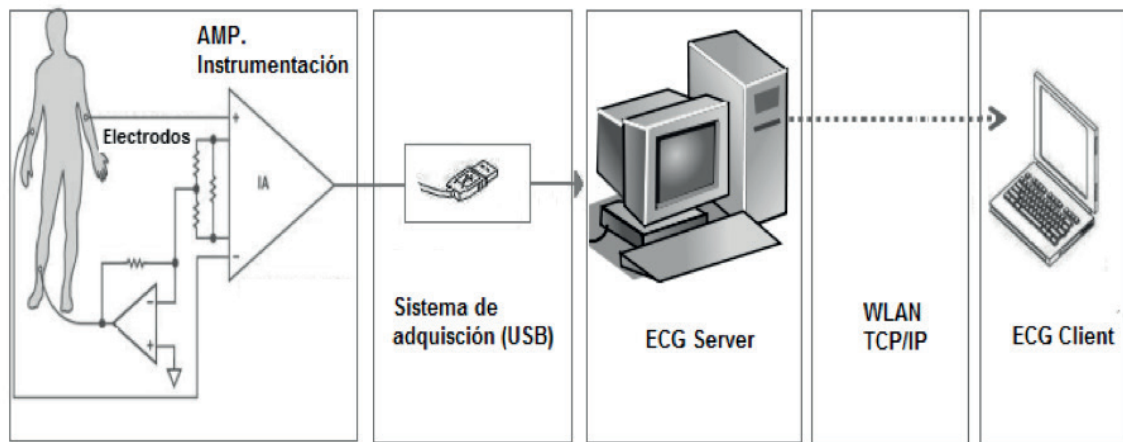 AMP.
Instrumentación
Electrodos
+
IA
−
−
+
Sistema de
adquisción (USB)
ECG Server
WLAN
TCP/IP
ECG Client